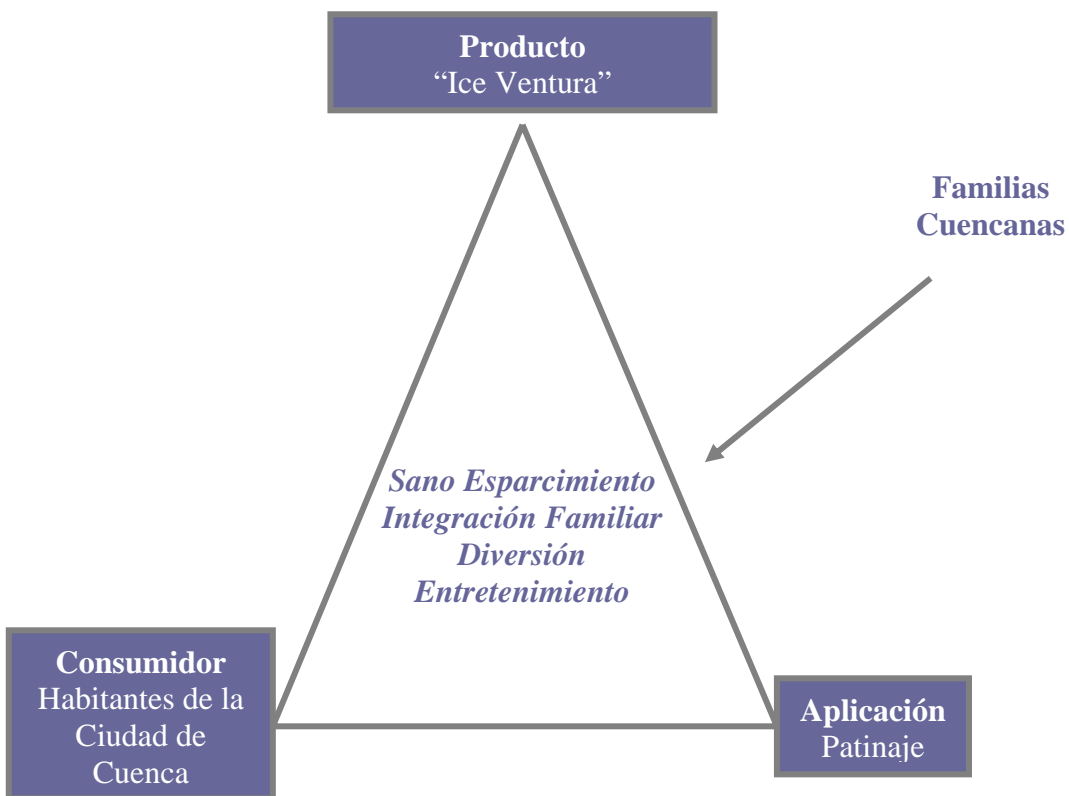 Producto
“Ice Ventura”
Familias
Cuencanas
Sano Esparcimiento
Integración Familiar
Diversión
Entretenimiento
Consumidor
Habitantes de la
Ciudad de
Cuenca
Aplicación
Patinaje